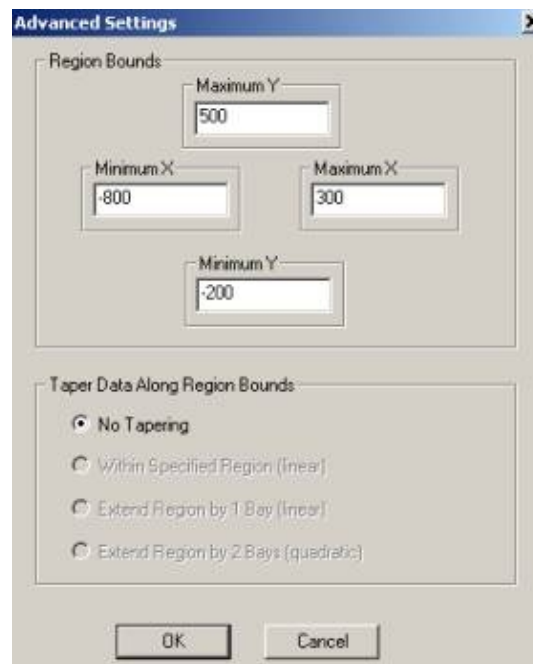 Advanced Settings
Region Bounds
Maximum Y
500
Minimum X
-800
Maximum X
300
Minimum Y
-200
Taper Data Along Region Bounds
No Tapering
Within Specified Region (linear)
Extend Region by 1 Bay (linear)
Extend Region by 2 Bays (quadratic)
OK
Cancel